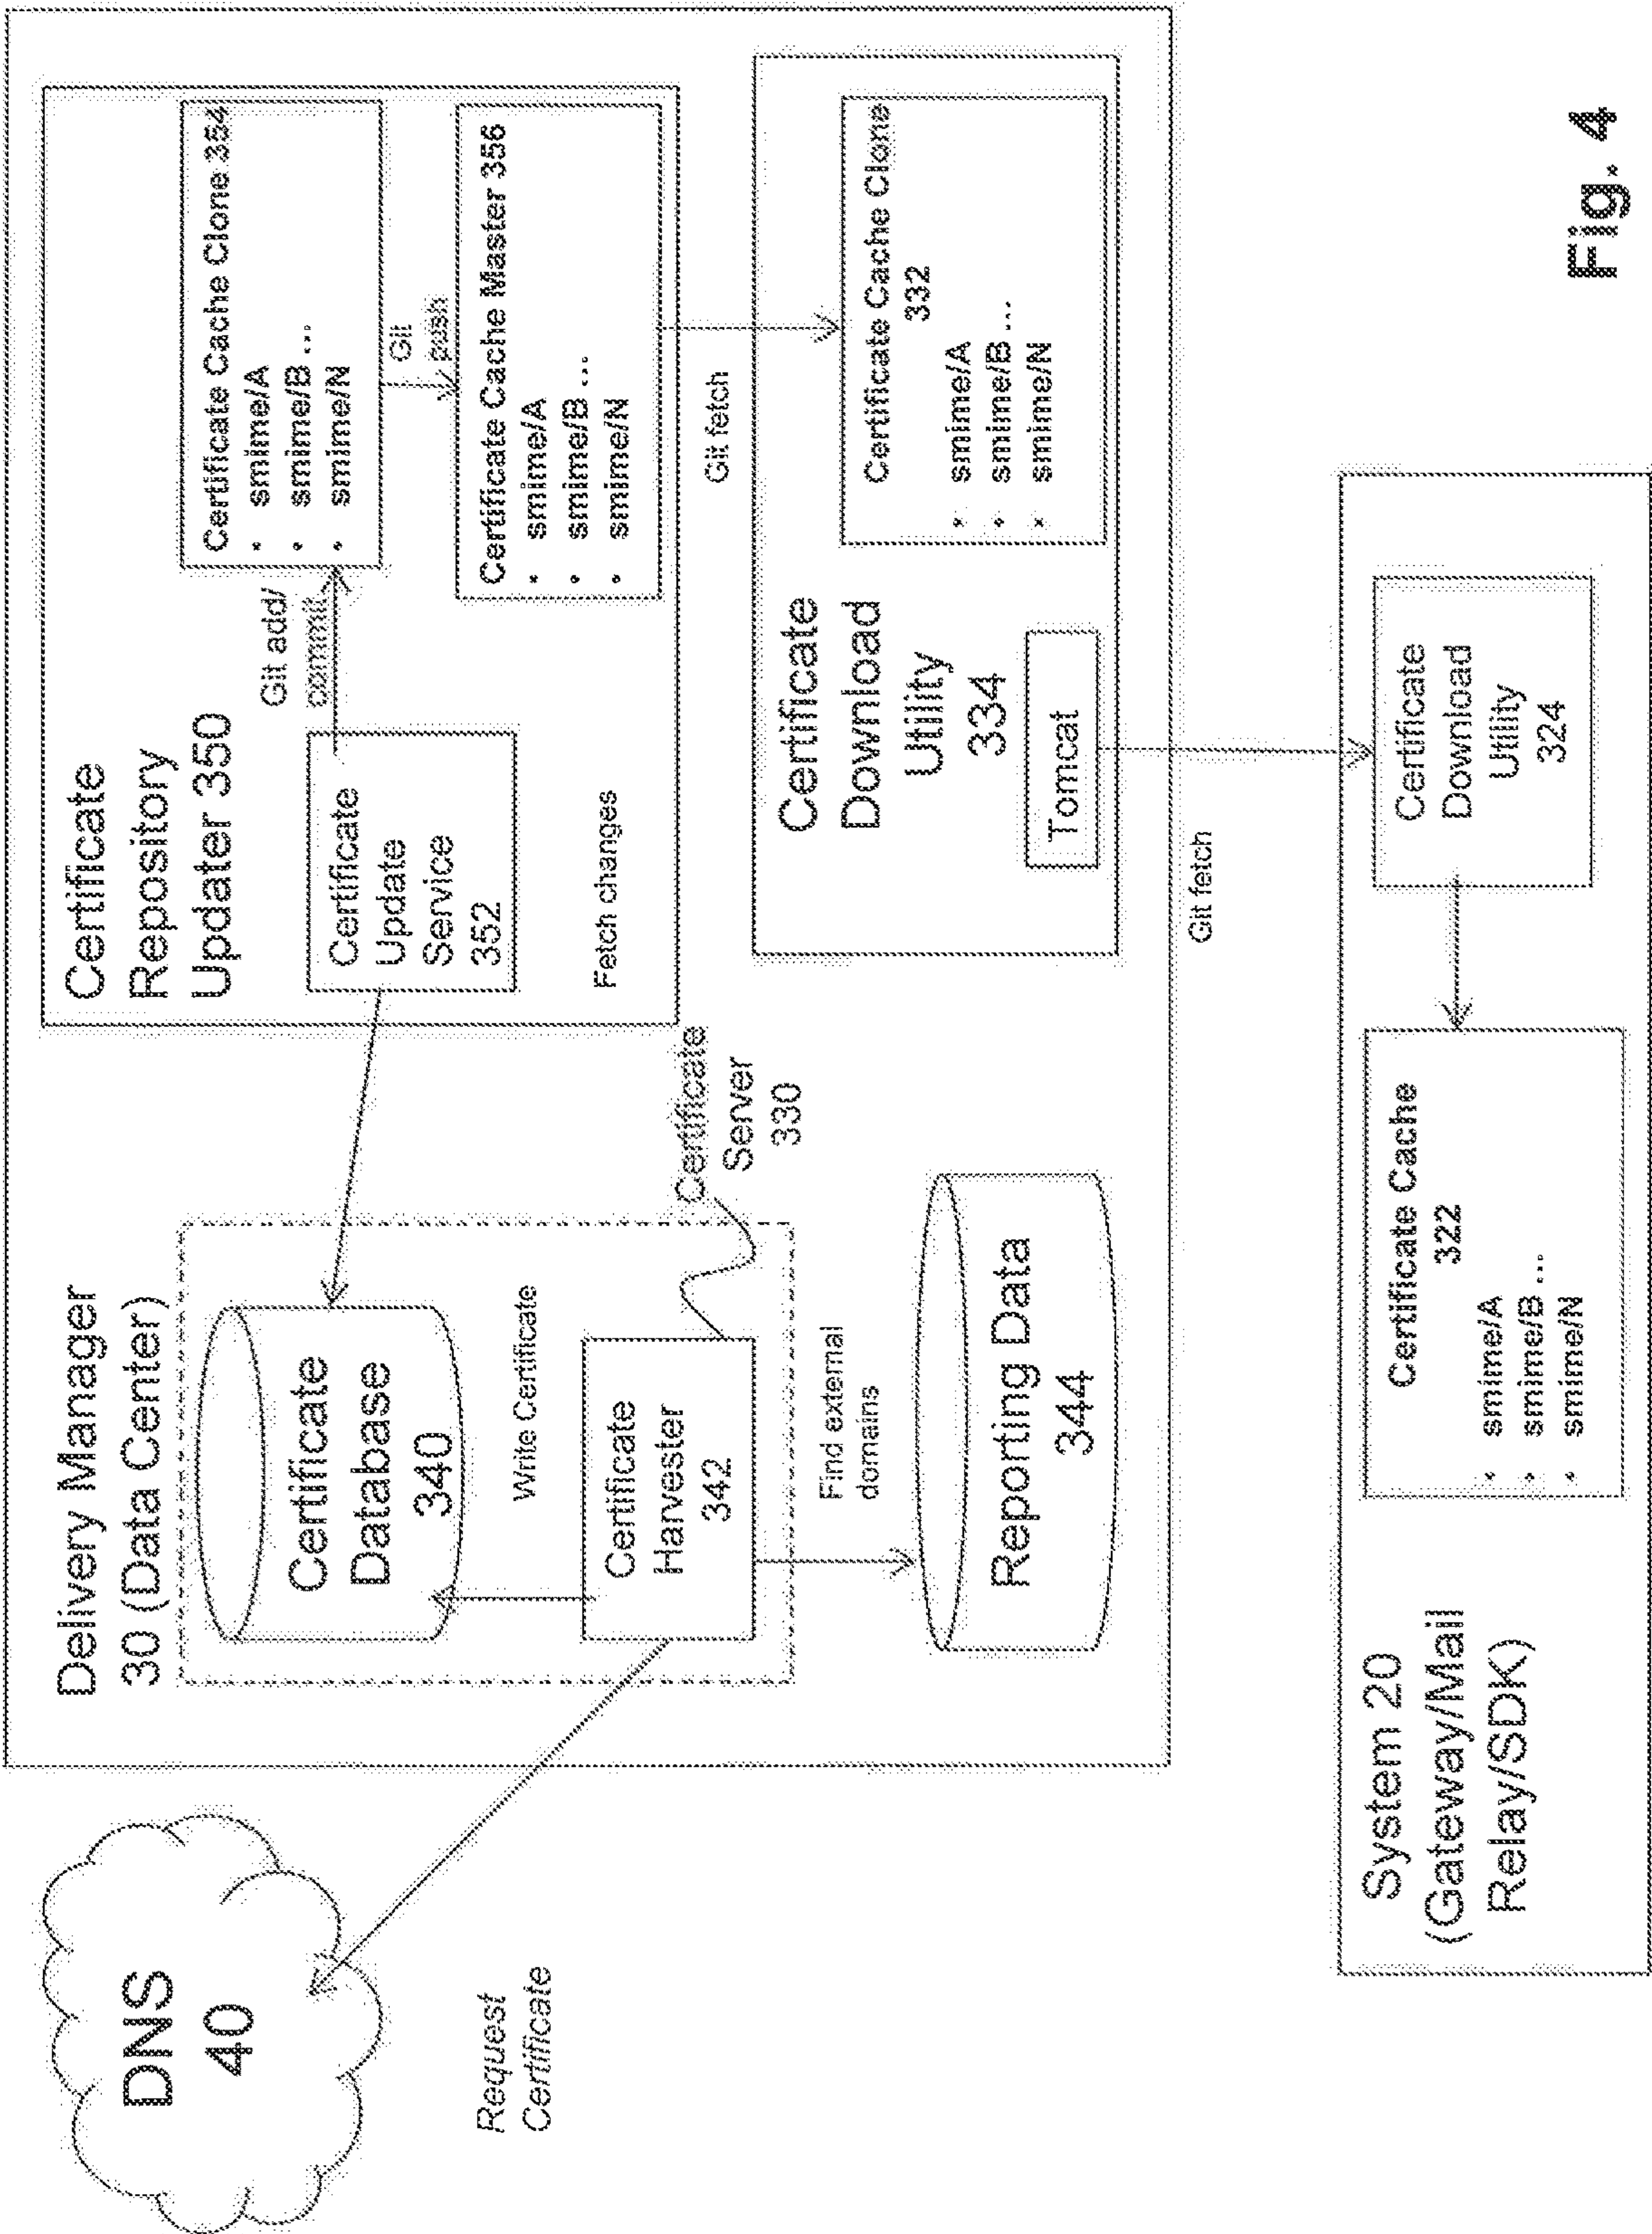 DNS
40
Request
Certificate
Delivery Manager
30 (Data Center)
Certificate
Database
340
Write Certificate
Certificate
Harvester
342
Find external
domains
Reporting Data
344
Certificate
Server
330
Certificate
Repository
Updater 350
Certificate
Update
Service
352
Fetch changes
Git add/
commit
Certificate Cache Clone 354
• smime/A
• smime/B ...
• smime/N
Git
push
Certificate Cache Master 356
• smime/A
• smime/B ...
• smime/N
Git fetch
Certificate
Download
Utility
334
Tomcat
Certificate Cache Clone
332
• smime/A
• smime/B ...
• smime/N
Git fetch
System 20
(Gateway/Mail
Relay/SDK)
Certificate Cache
322
• smime/A
• smime/B ...
• smime/N
Certificate
Download
Utility
324
Fig. 4